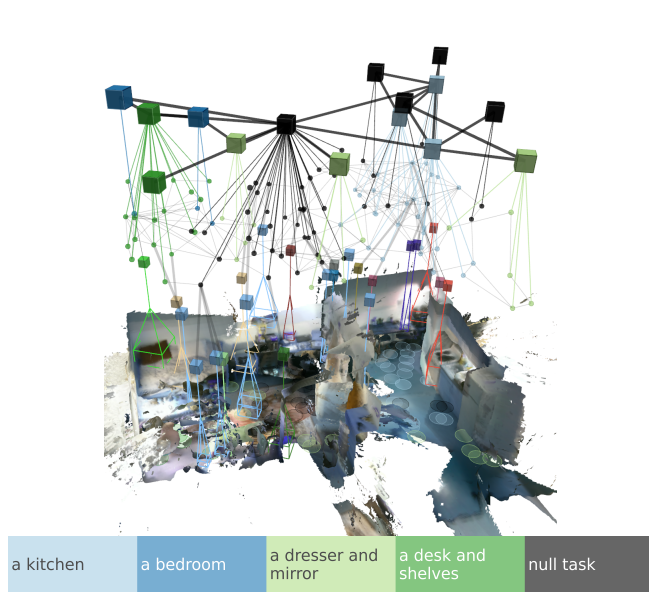 a kitchen
a bedroom
a dresser and
mirror
a desk and
shelves
null task